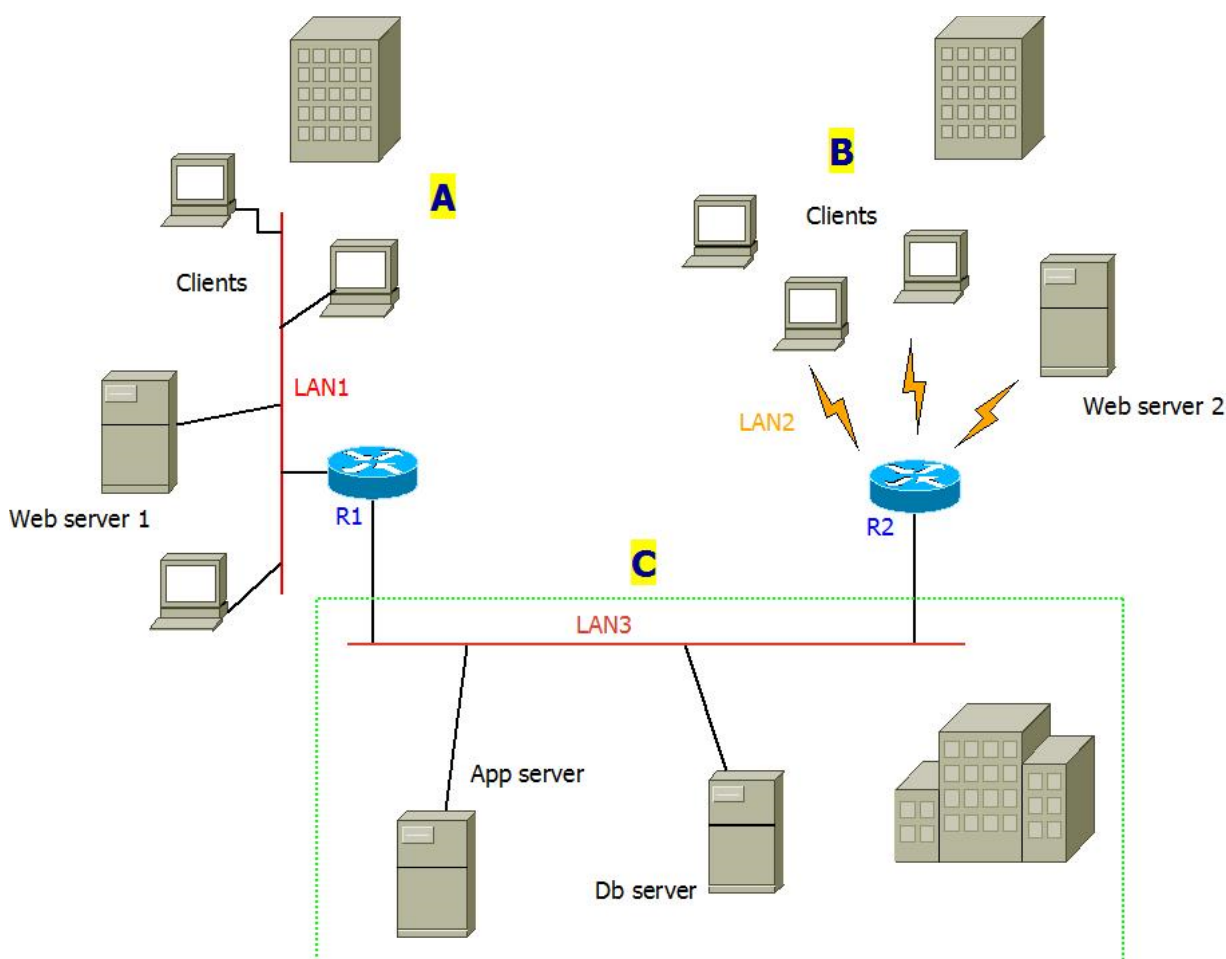 A
B
Clients
Clients
LAN1
LAN2
Web server 2
Web server 1
R1
R2
C
LAN3
App server
Db server